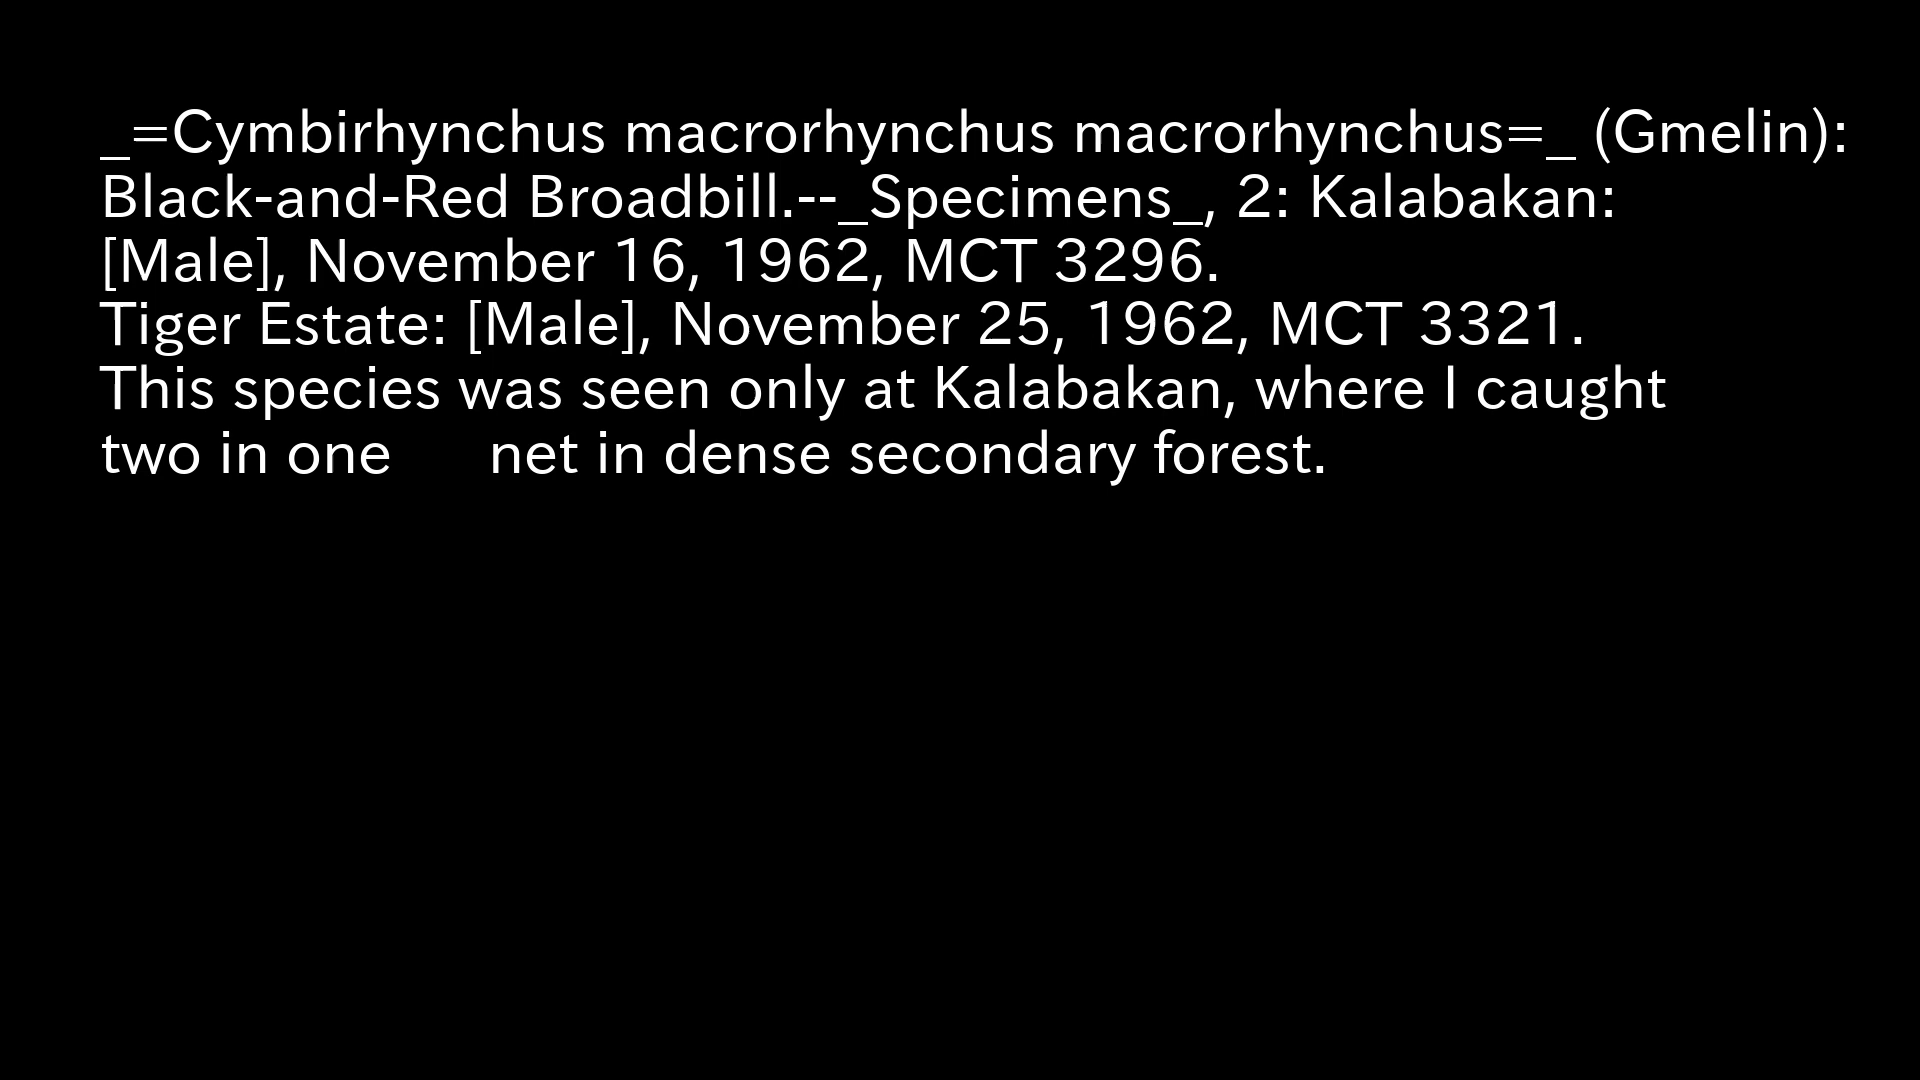 _=Cymbirhynchus macrorhynchus macrorhynchus=_ (Gmelin):
Black-and-Red Broadbill.--_Specimens_, 2: Kalabakan:
[Male], November 16, 1962, MCT 3296.
Tiger Estate: [Male], November 25, 1962, MCT 3321.
This species was seen only at Kalabakan, where I caught
two in one      net in dense secondary forest.